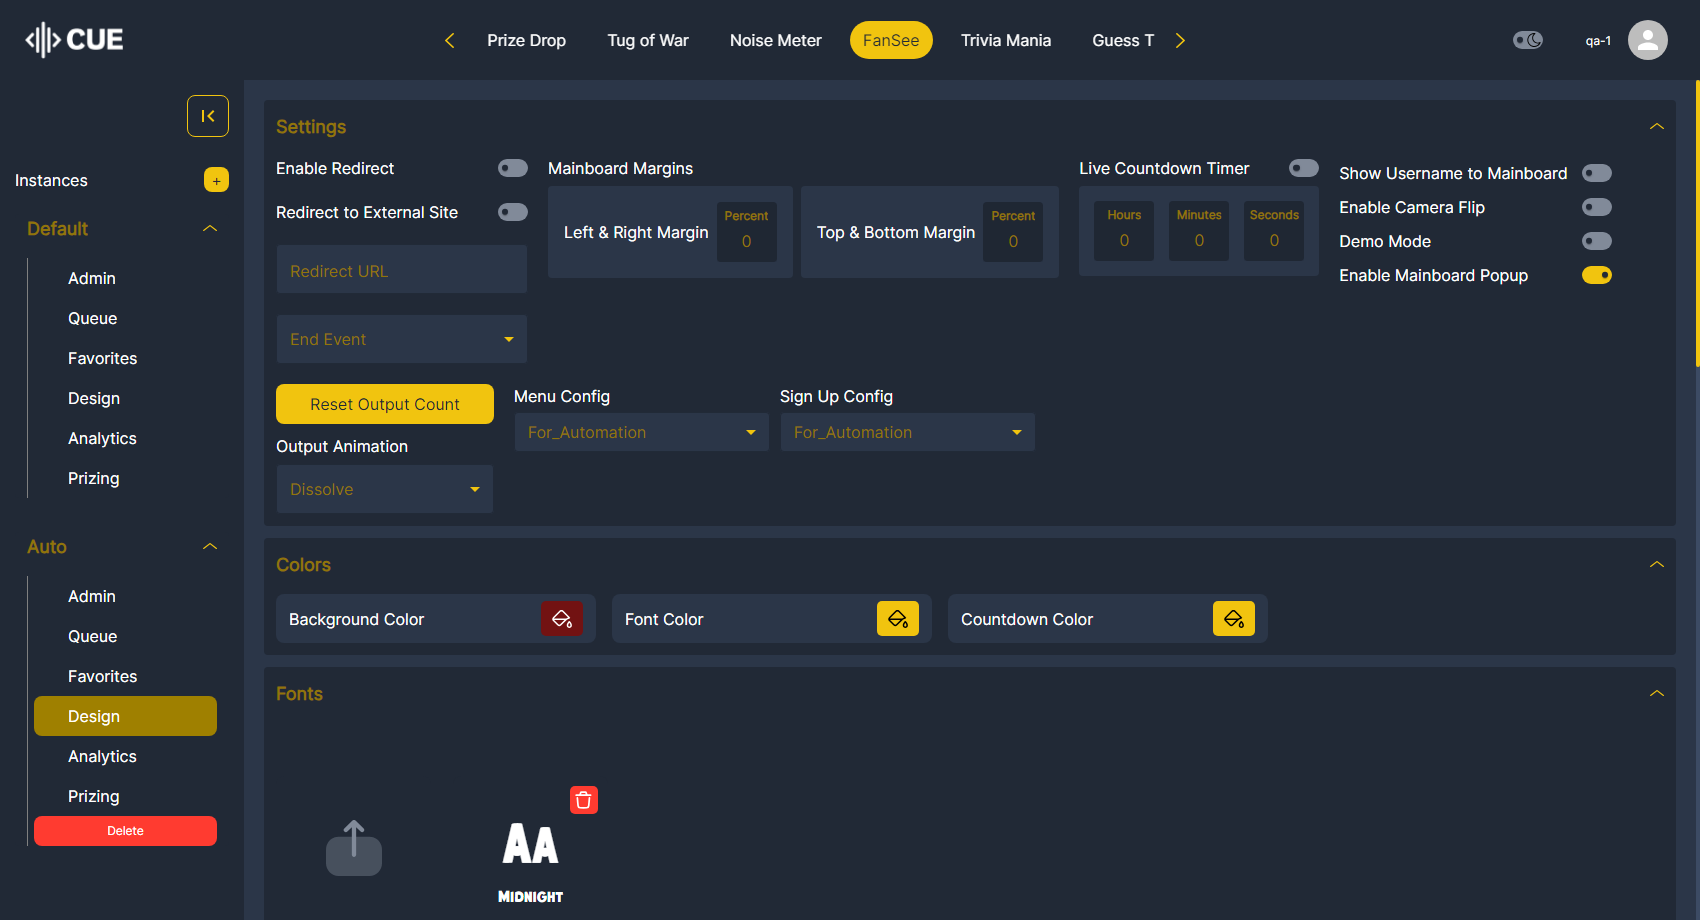 CUE
Prize Drop
Tug of War
Noise Meter
FanSee
Trivia Mania
Guess T
qa-1
Instances
+
Default
Admin
Queue
Favorites
Design
Analytics
Prizing
Auto
Admin
Queue
Favorites
Design
Analytics
Prizing
Delete
Settings
Enable Redirect
Redirect to External Site
Redirect URL
End Event
Mainboard Margins
Left & Right Margin
Percent
0
Top & Bottom Margin
Percent
0
Live Countdown Timer
Hours
0
Minutes
0
Seconds
0
Show Username to Mainboard
Enable Camera Flip
Demo Mode
Enable Mainboard Popup
Reset Output Count
Output Animation
Dissolve
Menu Config
For_Automation
Sign Up Config
For_Automation
Colors
Background Color
Font Color
Countdown Color
Fonts
AA
MIDNIGHT